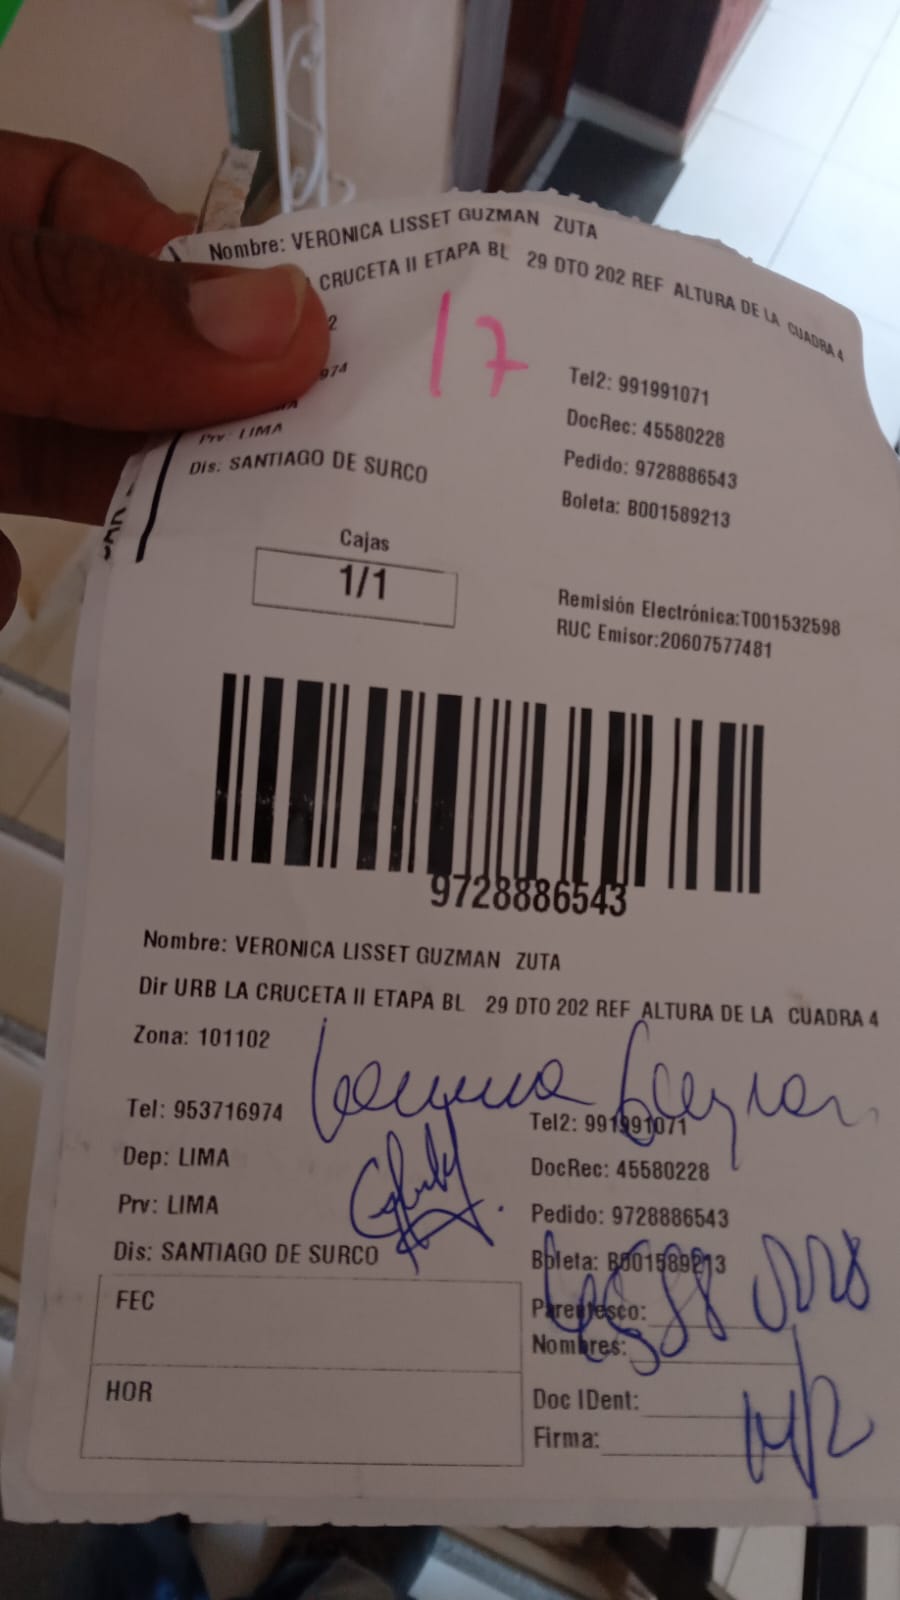 Nombre: VERONICA LISSET GUZMAN ZUTA
CRUCETA II ETAPA BL 29 DTO 202 REF ALTURA DE LA CUADRA 4
2
17
974
Tel2: 991991071
DocRec: 45580228
Prv: LIMA
Pedido: 9728886543
Dis: SANTIAGO DE SURCO
Boleta: B001589213
Cajas
1/1
Remisión Electrónica:T001532598
RUC Emisor:20607577481
9728886543
Nombre: VERONICA LISSET GUZMAN ZUTA
Dir URB LA CRUCETA II ETAPA BL 29 DTO 202 REF ALTURA DE LA CUADRA 4
Zona: 101102
Tel: 953716974
Tel2: 991991071
Dep: LIMA
DocRec: 45580228
Prv: LIMA
Pedido: 9728886543
Dis: SANTIAGO DE SURCO
Boleta: B001589213
FEC
Parentesco:
Nombres:
HOR
Doc IDent:
Firma: